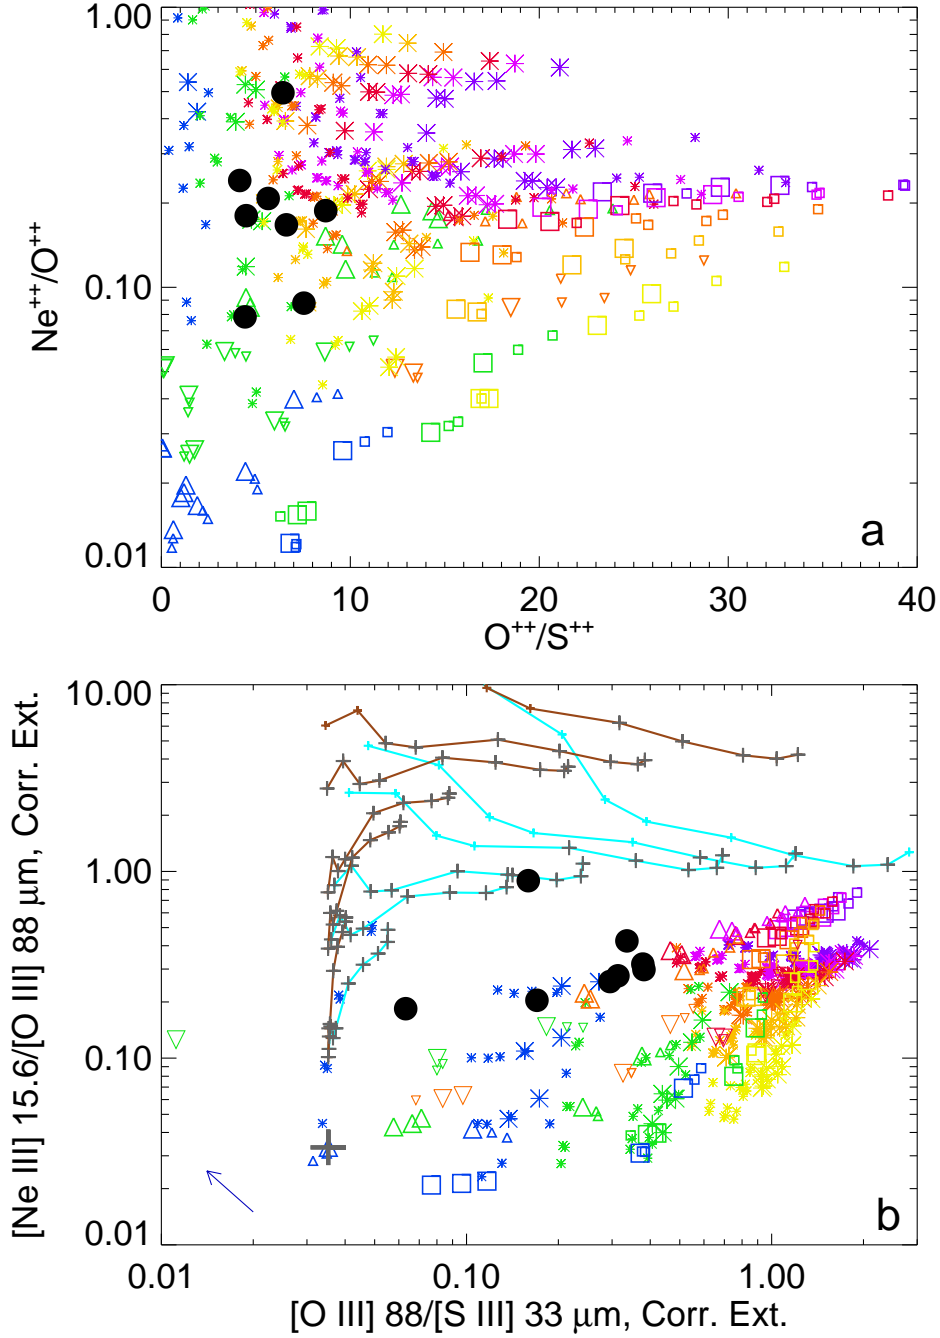 1.00
Ne⁺⁺/O⁺⁺
0.10
0.01
a
0 10 20 30 40
O⁺⁺/S⁺⁺
10.00
[Ne III] 15.6/[O III] 88 μm, Corr. Ext.
1.00
0.10
0.01
b
0.01 0.10 1.00
[O III] 88/[S III] 33 μm, Corr. Ext.